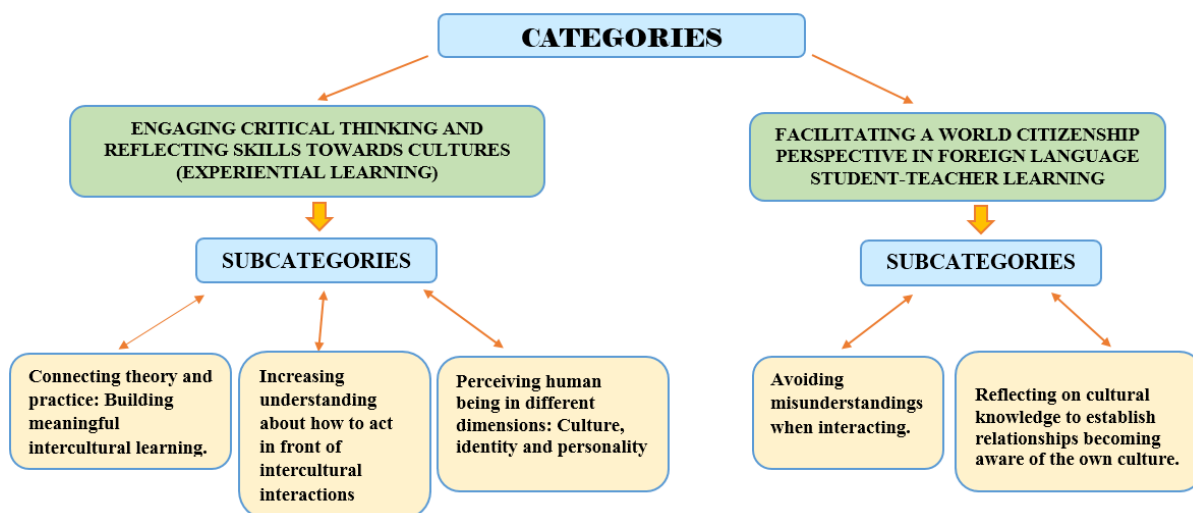 CATEGORIES
ENGAGING CRITICAL THINKING AND
REFLECTING SKILLS TOWARDS CULTURES
(EXPERIENTIAL LEARNING)
FACILITATING A WORLD CITIZENSHIP
PERSPECTIVE IN FOREIGN LANGUAGE
STUDENT-TEACHER LEARNING
SUBCATEGORIES
SUBCATEGORIES
Connecting theory and
practice: Building
meaningful
intercultural learning.
Increasing
understanding
about how to act
in front of
intercultural
interactions
Perceiving human
being in different
dimensions: Culture,
identity and personality
Avoiding
misunderstandings
when interacting.
Reflecting on cultural
knowledge to establish
relationships becoming
aware of the own culture.